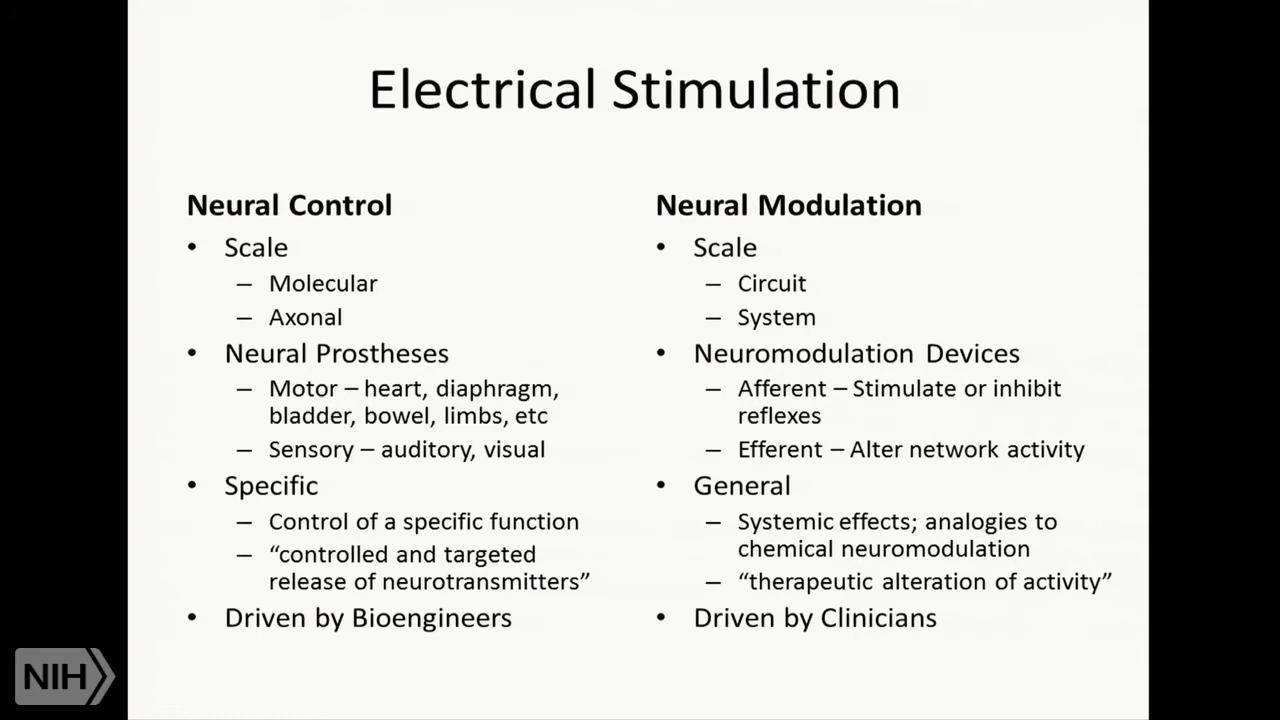 Electrical Stimulation
Neural Control
• Scale
– Molecular
– Axonal
• Neural Prostheses
– Motor – heart, diaphragm,
bladder, bowel, limbs, etc
– Sensory – auditory, visual
• Specific
– Control of a specific function
– “controlled and targeted
release of neurotransmitters”
• Driven by Bioengineers
Neural Modulation
• Scale
– Circuit
– System
• Neuromodulation Devices
– Afferent – Stimulate or inhibit
reflexes
– Efferent – Alter network activity
• General
– Systemic effects; analogies to
chemical neuromodulation
– “therapeutic alteration of activity”
• Driven by Clinicians
NIH